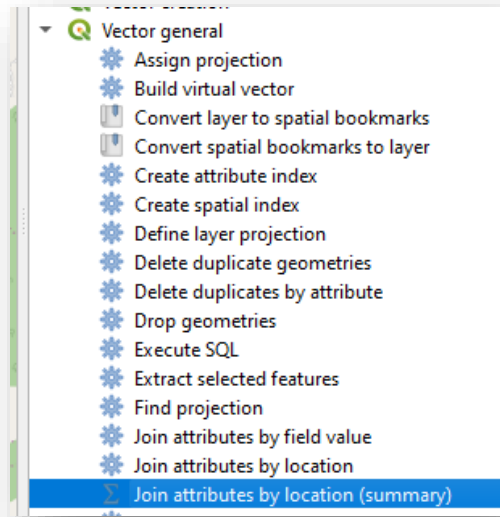 Vector general
Assign projection
Build virtual vector
Convert layer to spatial bookmarks
Convert spatial bookmarks to layer
Create attribute index
Create spatial index
Define layer projection
Delete duplicate geometries
Delete duplicates by attribute
Drop geometries
Execute SQL
Extract selected features
Find projection
Join attributes by field value
Join attributes by location
Join attributes by location (summary)